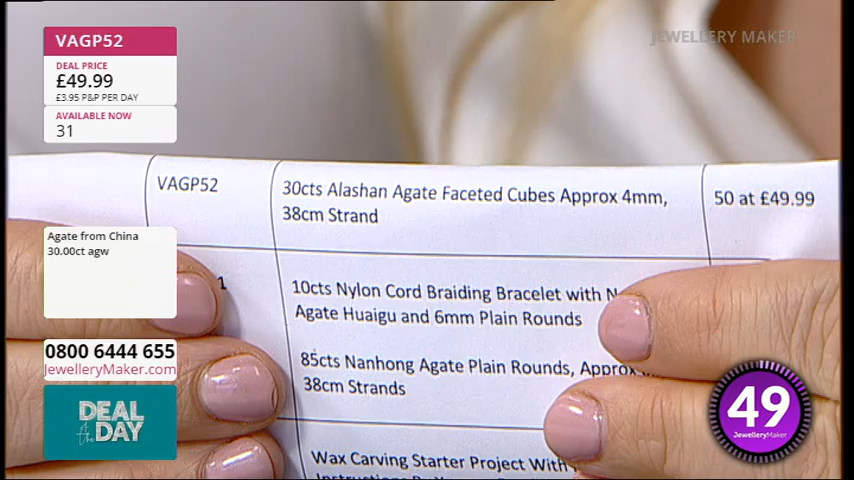 VAGP52
DEAL PRICE
£49.99
£3.95 P&P PER DAY
AVAILABLE NOW
31
JEWELLERY MAKER
VAGP52
30cts Alashan Agate Faceted Cubes Approx 4mm,
38cm Strand
50 at £49.99
Agate from China
30.00ct agw
1
10cts Nylon Cord Braiding Bracelet with
Agate Huaigu and 6mm Plain Rounds
85cts Nanhong Agate Plain Rounds,
38cm Strands
Wax Carving Starter Project With
0800 6444 655
JewelleryMaker.com
DEAL
of the
DAY
49
JewelleryMaker